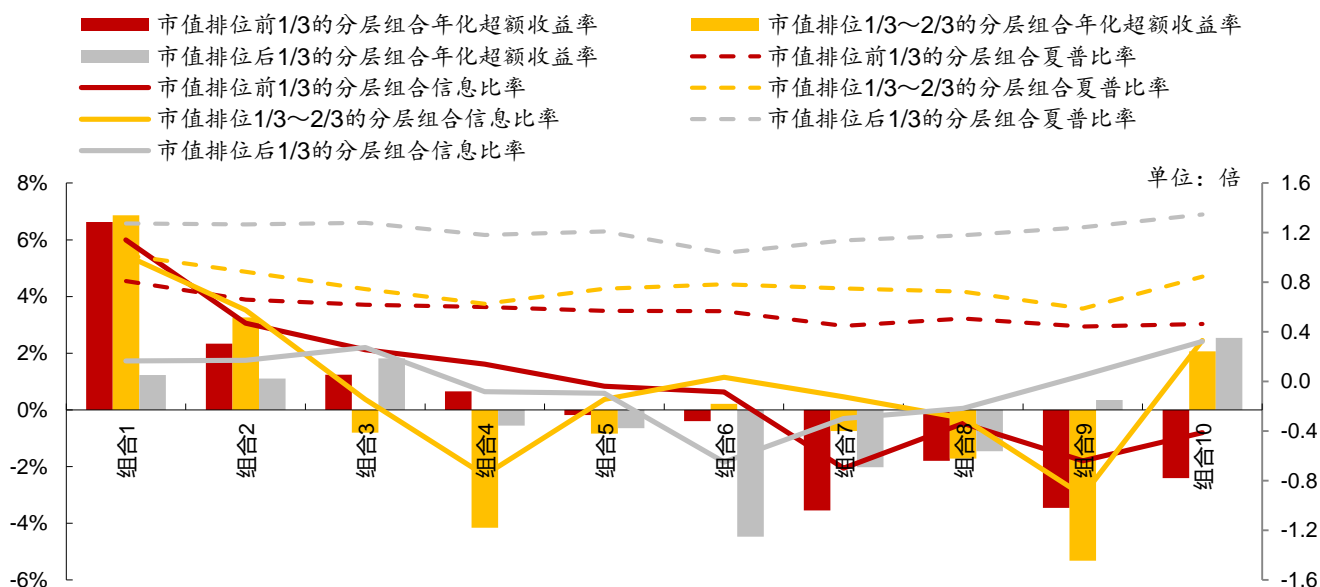 市值排位前1/3的分层组合年化超额收益率
市值排位1/3～2/3的分层组合年化超额收益率
市值排位后1/3的分层组合年化超额收益率
市值排位前1/3的分层组合夏普比率
市值排位前1/3的分层组合信息比率
市值排位1/3～2/3的分层组合夏普比率
市值排位1/3～2/3的分层组合信息比率
市值排位后1/3的分层组合夏普比率
市值排位后1/3的分层组合信息比率
单位：倍
8%
6%
4%
2%
0%
-2%
-4%
-6%
1.6
1.2
0.8
0.4
0.0
-0.4
-0.8
-1.2
-1.6
组合1
组合2
组合3
组合4
组合5
组合6
组合7
组合8
组合9
组合10